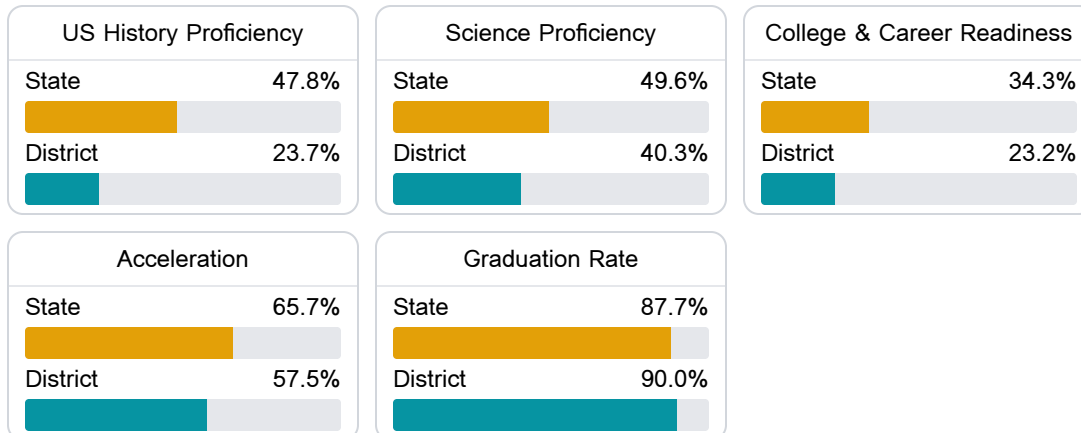 US History Proficiency
State 47.8%
District 23.7%
Science Proficiency
State 49.6%
District 40.3%
College & Career Readiness
State 34.3%
District 23.2%
Acceleration
State 65.7%
District 57.5%
Graduation Rate
State 87.7%
District 90.0%